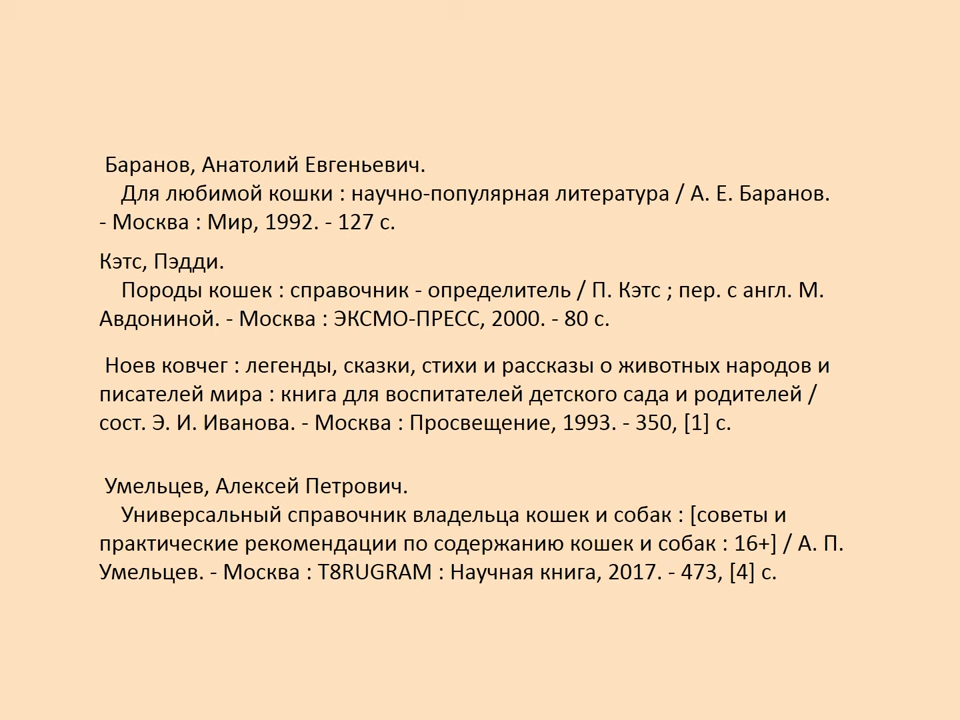 Баранов, Анатолий Евгеньевич.
Для любимой кошки : научно-популярная литература / А. Е. Баранов.
- Москва : Мир, 1992. - 127 с.
Кэтс, Пэдди.
Породы кошек : справочник - определитель / П. Кэтс ; пер. с англ. М.
Авдониной. - Москва : ЭКСМО-ПРЕСС, 2000. - 80 с.
Ноев ковчег : легенды, сказки, стихи и рассказы о животных народов и
писателей мира : книга для воспитателей детского сада и родителей /
сост. Э. И. Иванова. - Москва : Просвещение, 1993. - 350, [1] с.
Умельцев, Алексей Петрович.
Универсальный справочник владельца кошек и собак : [советы и
практические рекомендации по содержанию кошек и собак : 16+] / А. П.
Умельцев. - Москва : T8RUGRAM : Научная книга, 2017. - 473, [4] с.